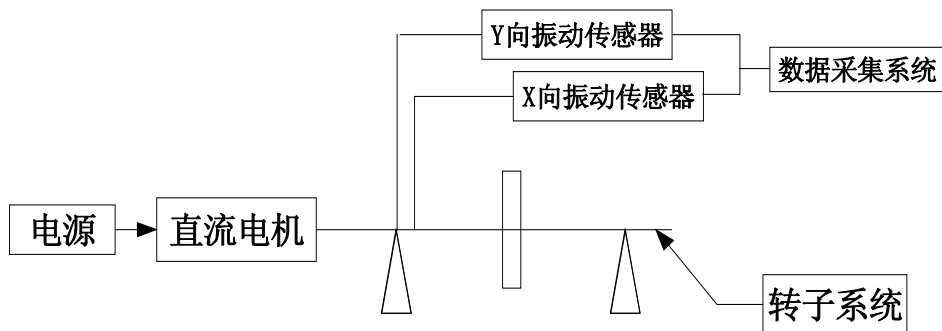 Y向振动传感器
数据采集系统
X向振动传感器
电源
直流电机
转子系统